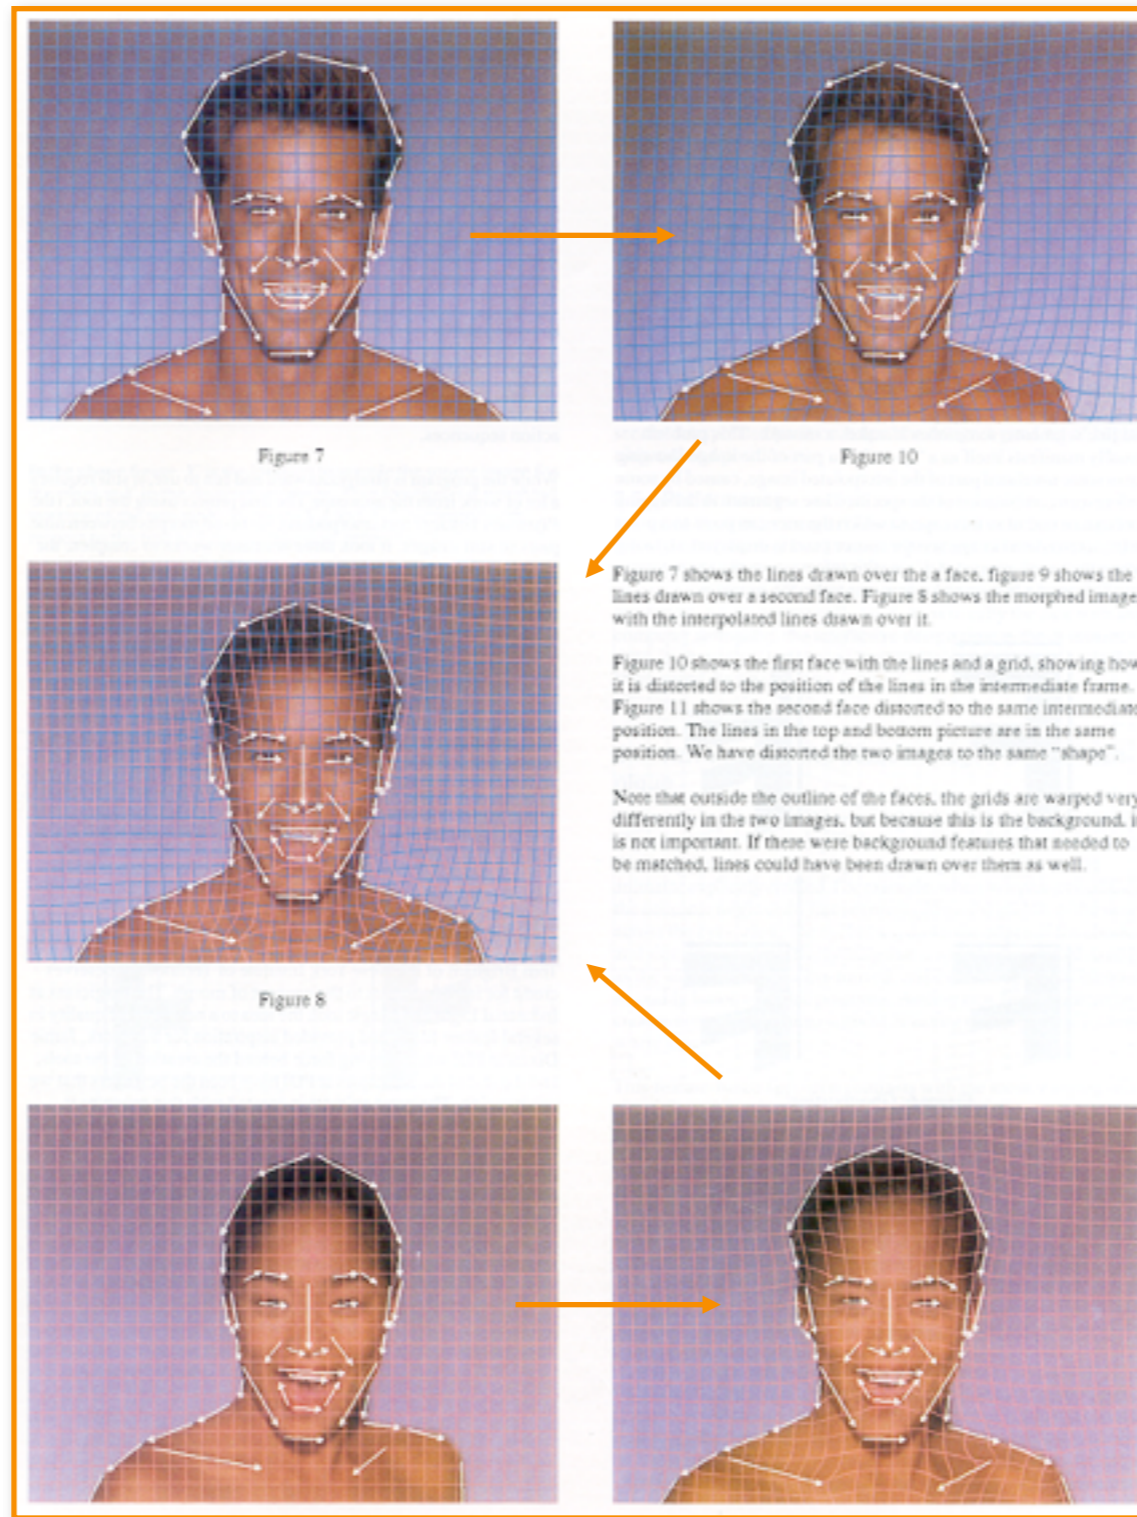 Figure 7
Figure 10
Figure 7 shows the lines drawn over the a face, figure 9 shows the
lines drawn over a second face. Figure 8 shows the morphed image,
with the interpolated lines drawn over it.
Figure 10 shows the first face with the lines and a grid, showing how
it is distorted to the position of the lines in the intermediate frame.
Figure 11 shows the second face distorted to the same intermediate
position. The lines in the top and bottom picture are in the same
position. We have distorted the two images to the same "shape".
Note that outside the outline of the faces, the grids are warped very
differently in the two images, but because this is the background, it
is not important. If there were background features that needed to
be matched, lines could have been drawn over them as well.
Figure 8